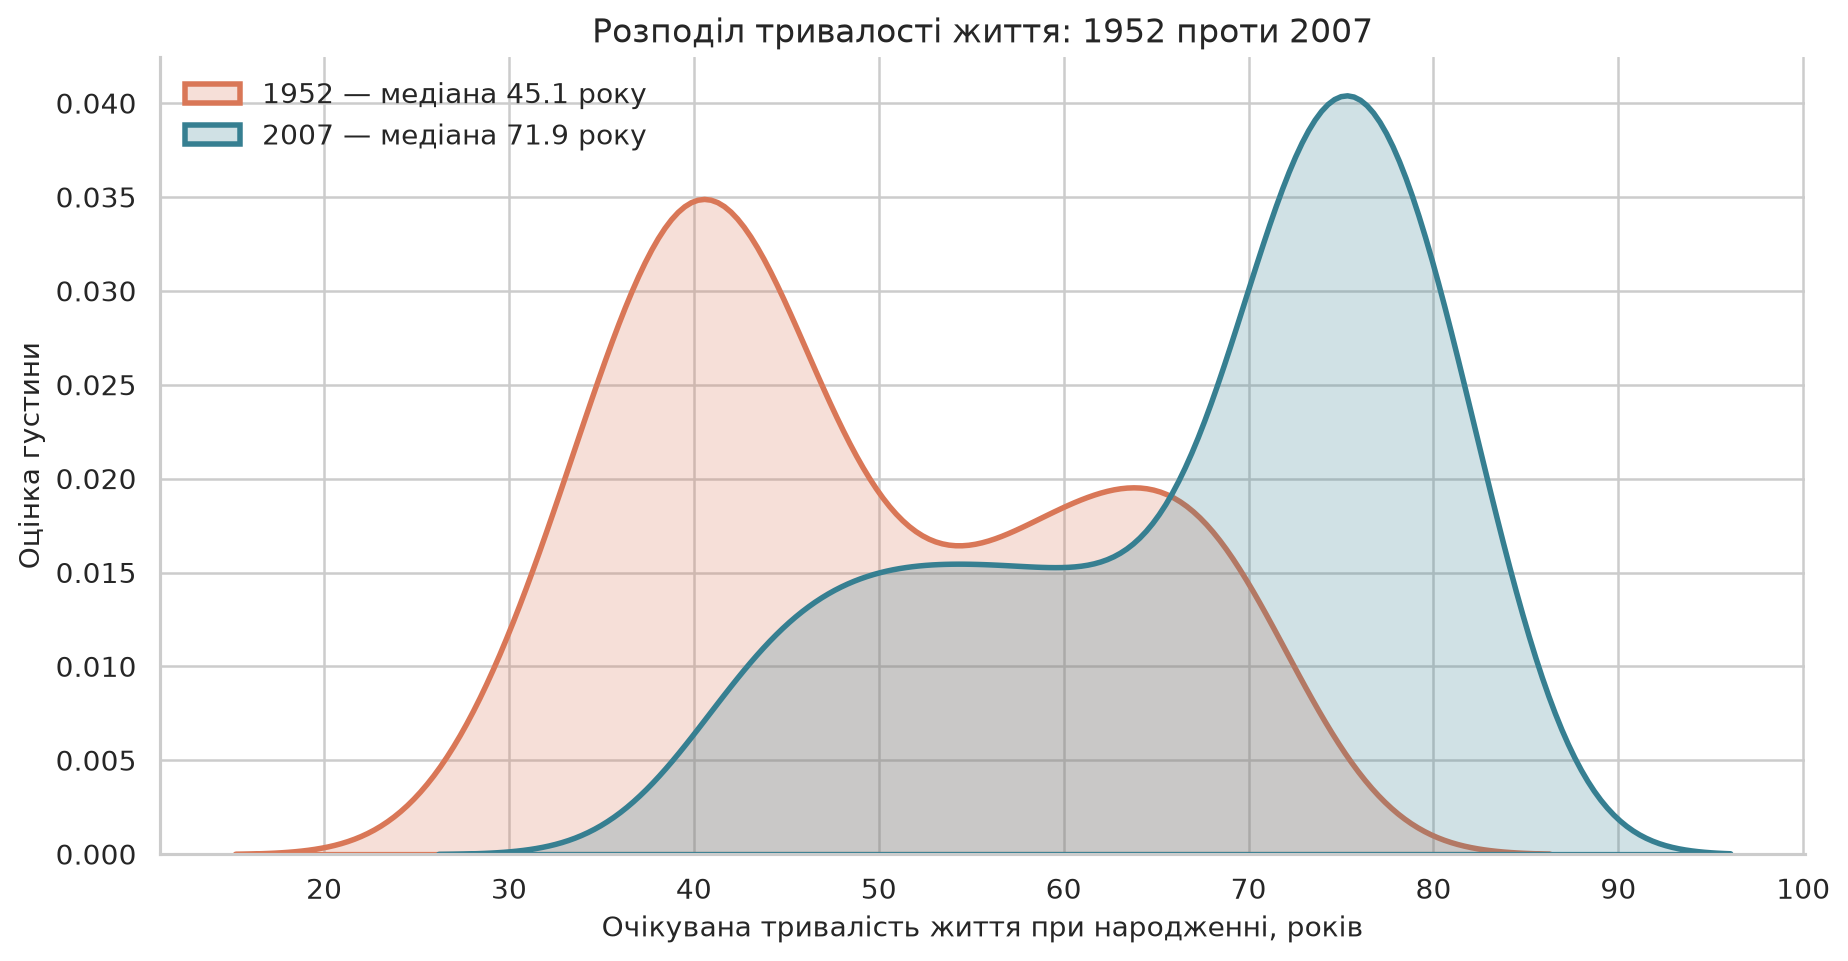 Розподіл тривалості життя: 1952 проти 2007
1952 — медіана 45.1 року
2007 — медіана 71.9 року
Оцінка густини
0.040
0.035
0.030
0.025
0.020
0.015
0.010
0.005
0.000
20 30 40 50 60 70 80 90 100
Очікувана тривалість життя при народженні, років